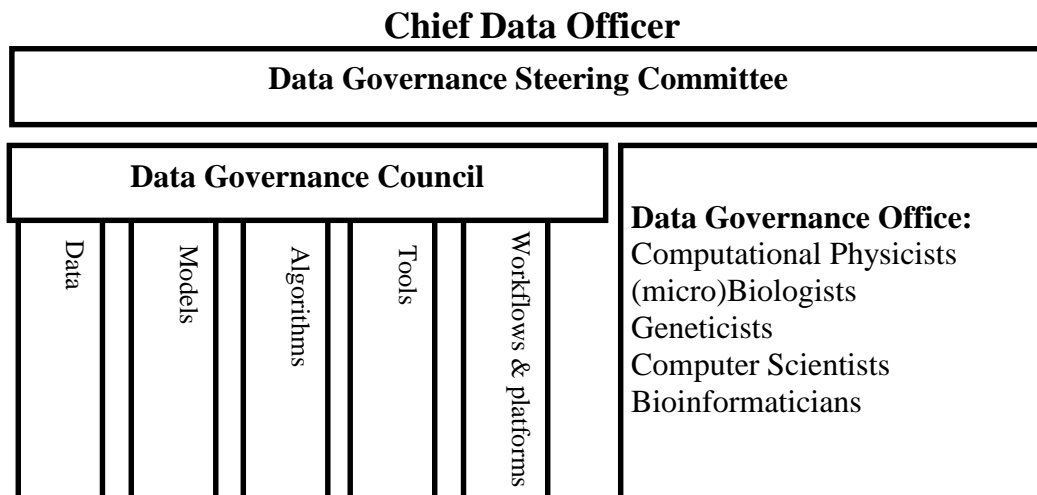 Chief Data Officer
Data Governance Steering Committee
Data Governance Council
Data
Models
Algorithms
Tools
Workflows & platforms
Data Governance Office:
Computational Physicists
(micro)Biologists
Geneticists
Computer Scientists
Bioinformaticians